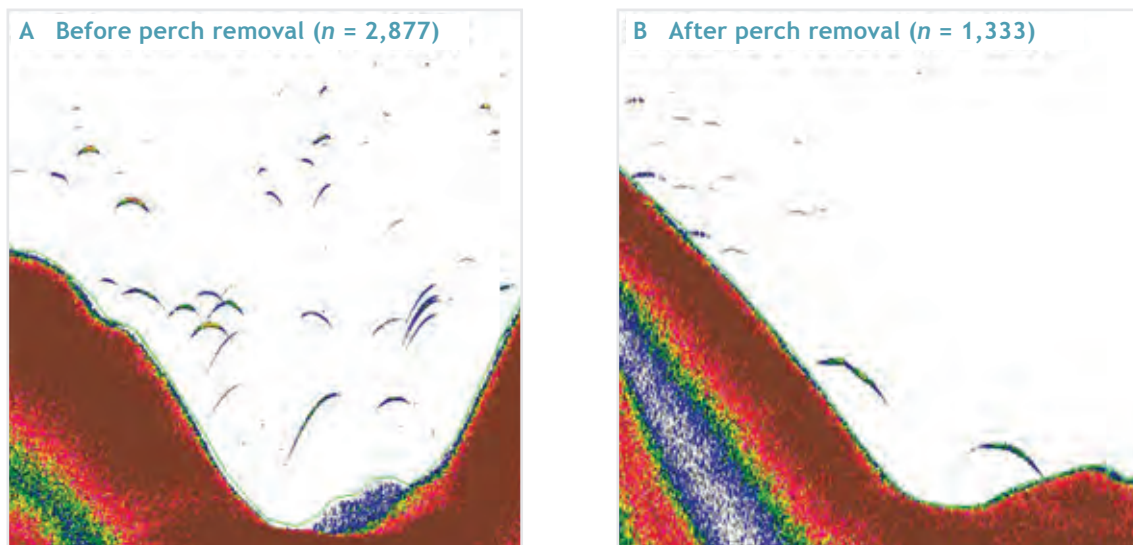 A Before perch removal (n = 2,877)
B After perch removal (n = 1,333)